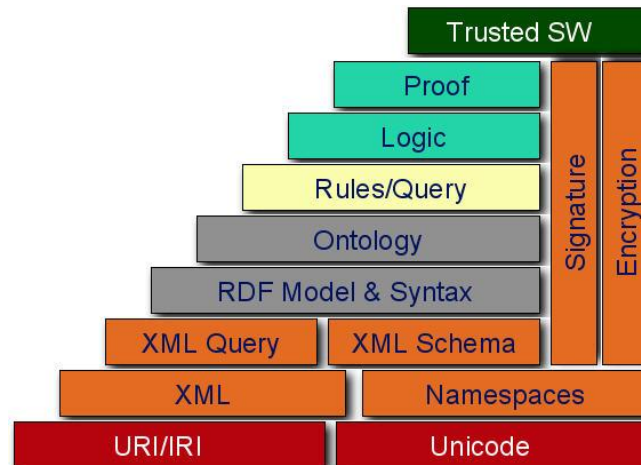 Trusted SW
Proof
Logic
Rules/Query
Ontology
RDF Model & Syntax
Signature
Encryption
XML Query
XML Schema
XML
Namespaces
URI/IRI
Unicode